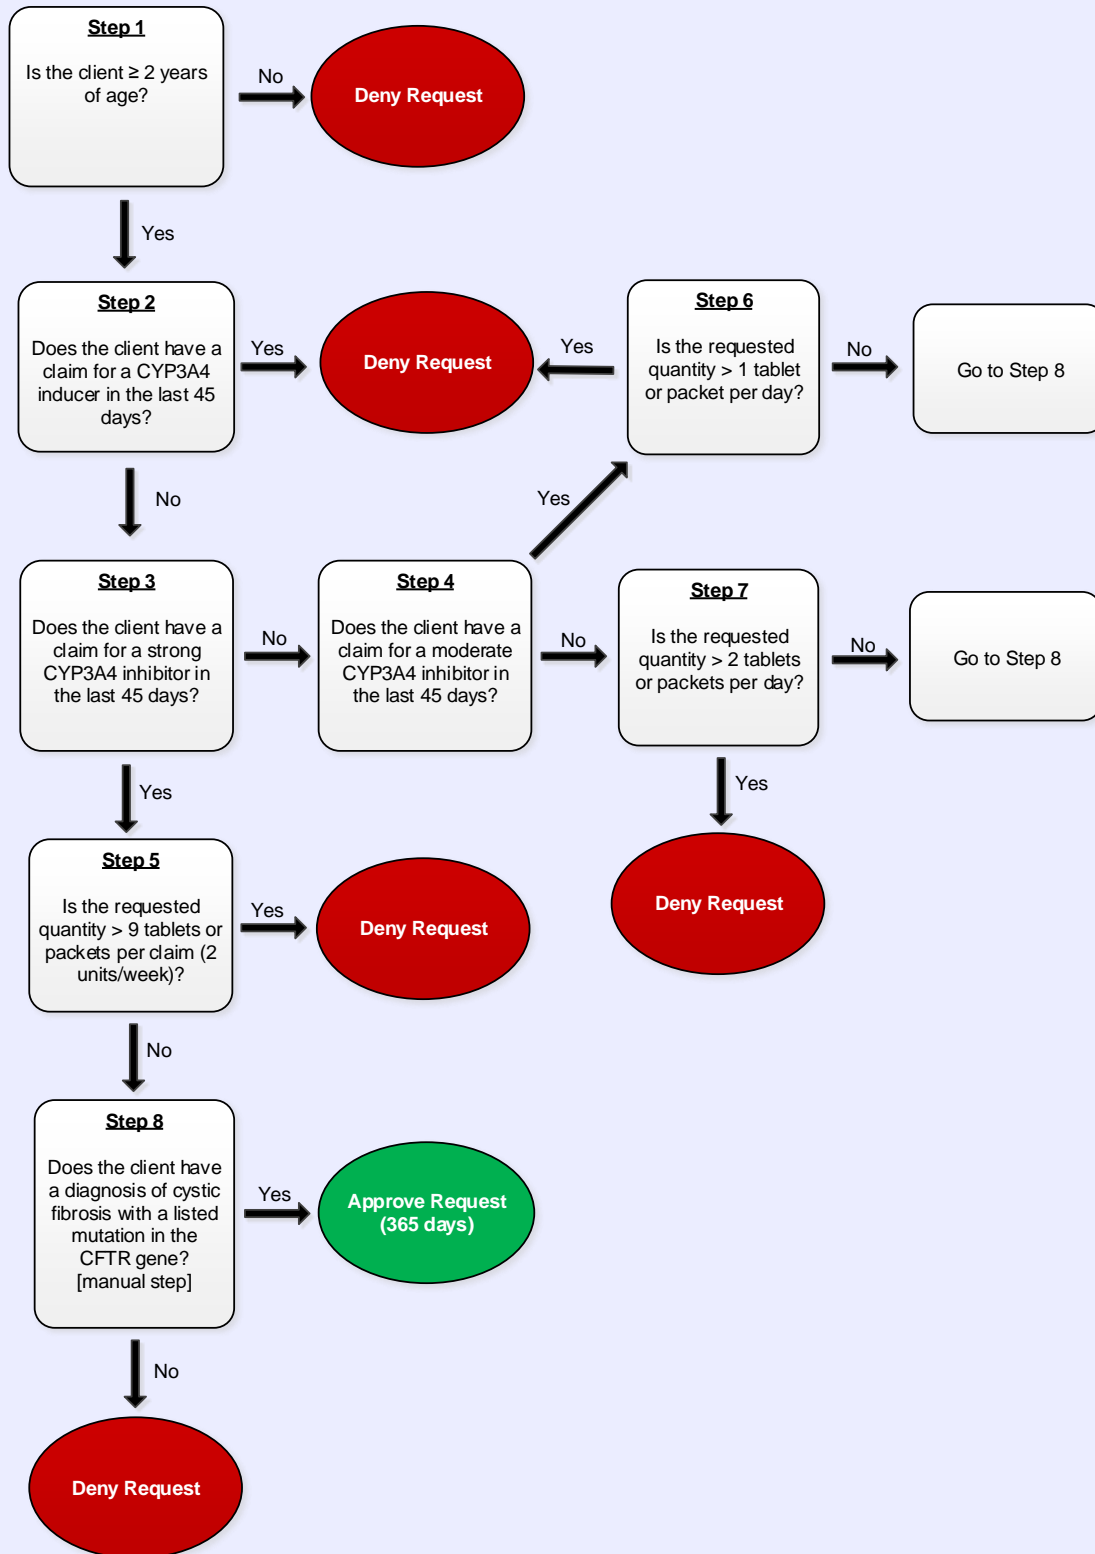 Step 1
Is the client ≥ 2 years
of age?
No
Deny Request
Yes
Step 2
Does the client have a
claim for a CYP3A4
inducer in the last 45
days?
Yes
Deny Request
Yes
Step 6
Is the requested
quantity > 1 tablet
or packet per day?
No
Go to Step 8
No
Yes
Step 3
Does the client have a
claim for a strong
CYP3A4 inhibitor in
the last 45 days?
No
Step 4
Does the client have a
claim for a moderate
CYP3A4 inhibitor in
the last 45 days?
No
Step 7
Is the requested
quantity > 2 tablets
or packets per day?
No
Go to Step 8
Yes
Yes
Step 5
Is the requested
quantity > 9 tablets or
packets per claim (2
units/week)?
Yes
Deny Request
Deny Request
No
Step 8
Does the client have
a diagnosis of cystic
fibrosis with a listed
mutation in the
CFTR gene?
[manual step]
Yes
Approve Request
(365 days)
No
Deny Request